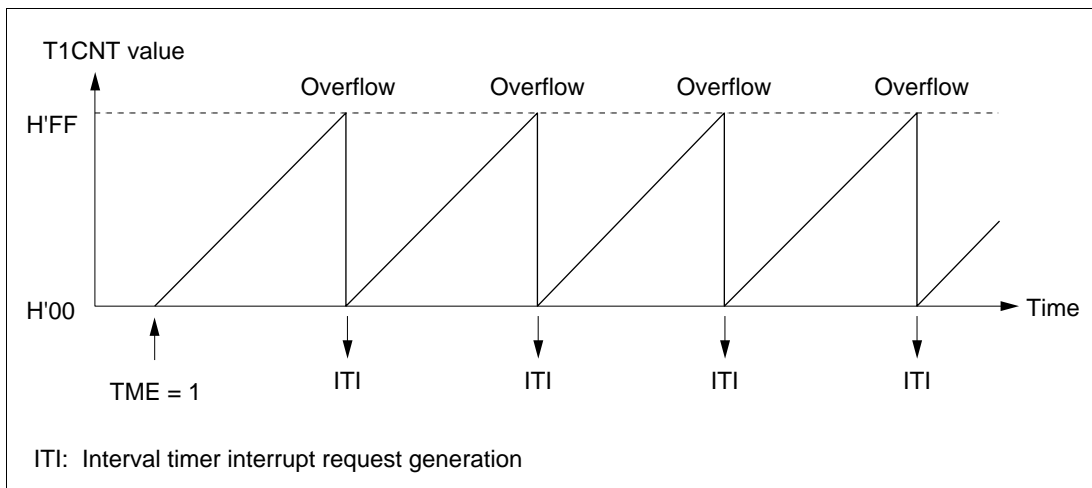 T1CNT value
Overflow Overflow Overflow Overflow
H'FF
H'00
Time
ITI ITI ITI ITI
TME = 1
ITI: Interval timer interrupt request generation